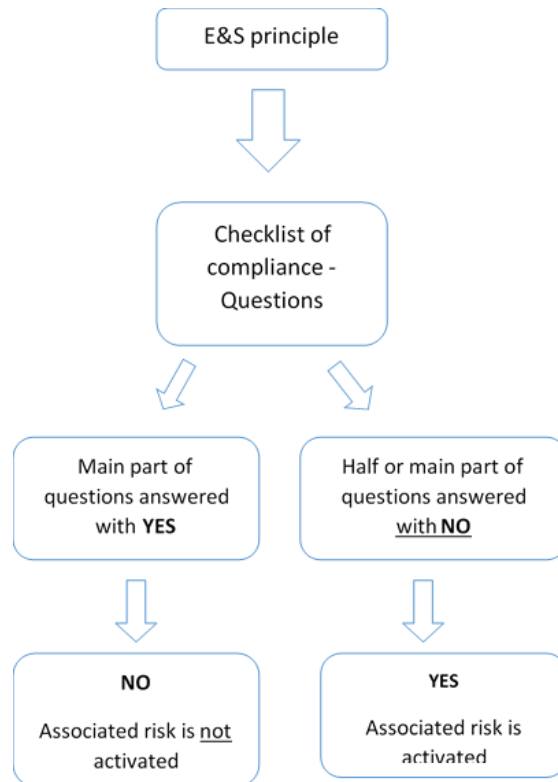 E&S principle
Checklist of
compliance -
Questions
Main part of
questions answered
with YES
Half or main part of
questions answered
with NO
NO
Associated risk is not
activated
YES
Associated risk is
activated